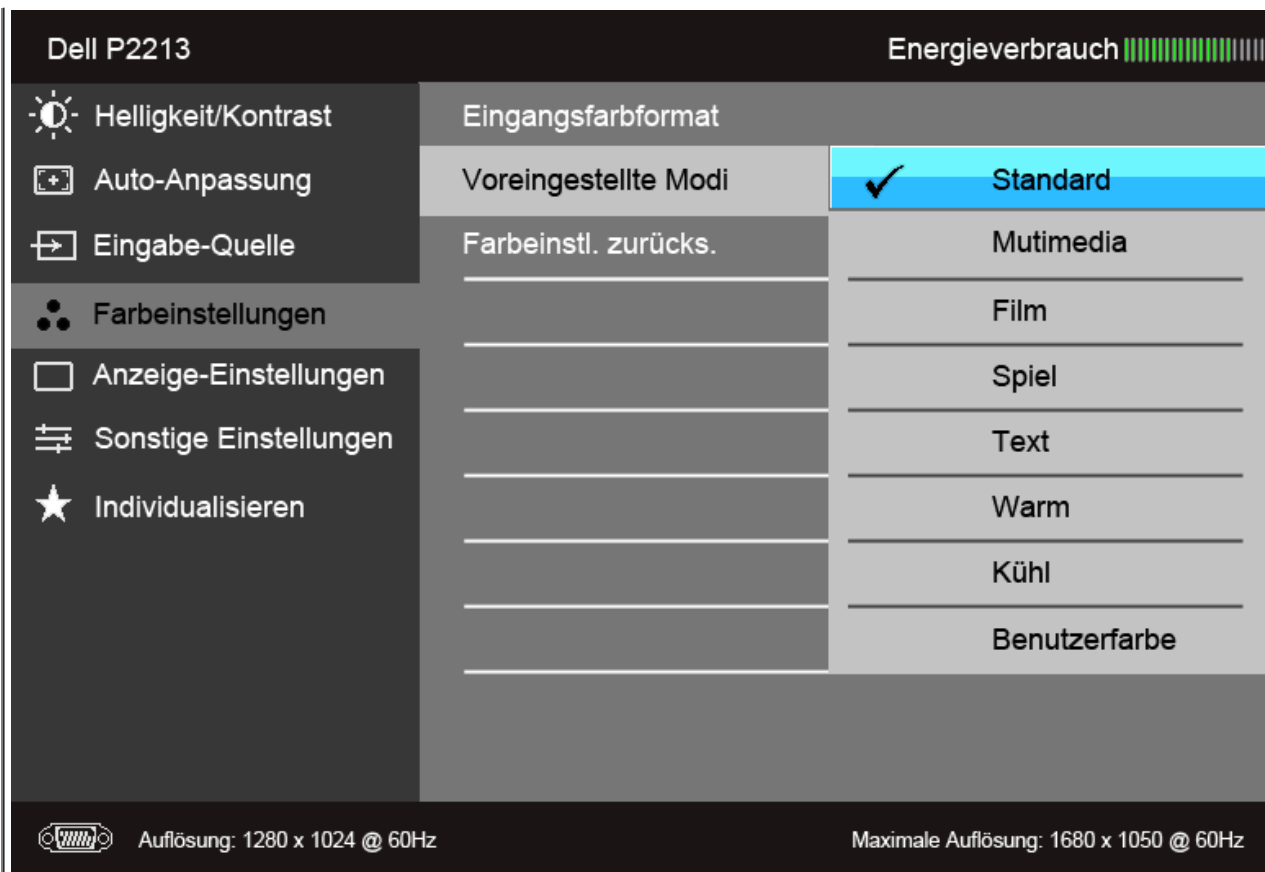 Dell P2213
Energieverbrauch
Helligkeit/Kontrast
Eingangsfarbformat
Auto-Anpassung
Voreingestellte Modi
Standard
Eingabe-Quelle
Farbeinstl. zurücks.
Mutimedia
Farbeinstellungen
Film
Anzeige-Einstellungen
Spiel
Sonstige Einstellungen
Text
Individualisieren
Warm
Kühl
Benutzerfarbe
Auflösung: 1280 x 1024 @ 60Hz
Maximale Auflösung: 1680 x 1050 @ 60Hz